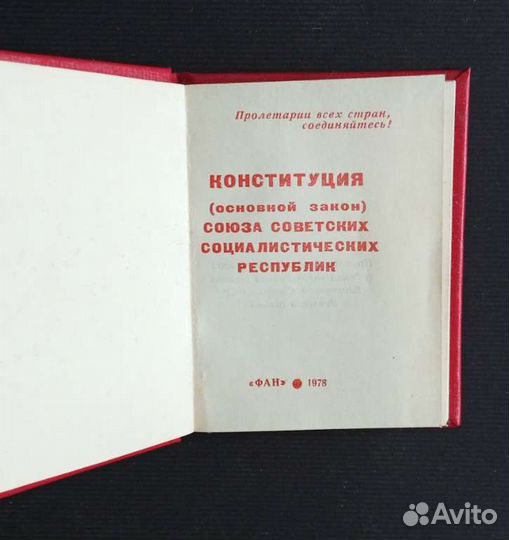 Пролетарии всех стран,
соединяйтесь!
КОНСТИТУЦИЯ
(основной закон)
СОЮЗА СОВЕТСКИХ
СОЦИАЛИСТИЧЕСКИХ
РЕСПУБЛИК
«ФАН» 1978
Avito